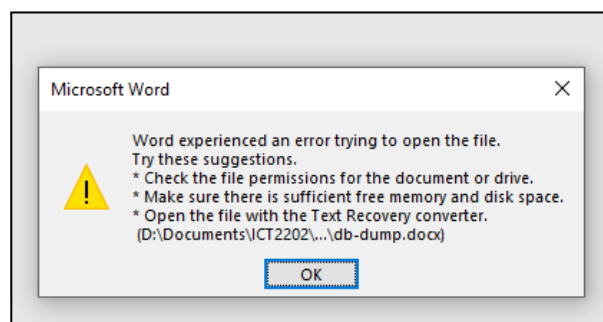 Microsoft Word
Word experienced an error trying to open the file.
Try these suggestions.
* Check the file permissions for the document or drive.
* Make sure there is sufficient free memory and disk space.
* Open the file with the Text Recovery converter.
(D:\Documents\ICT2202\...\db-dump.docx)
OK